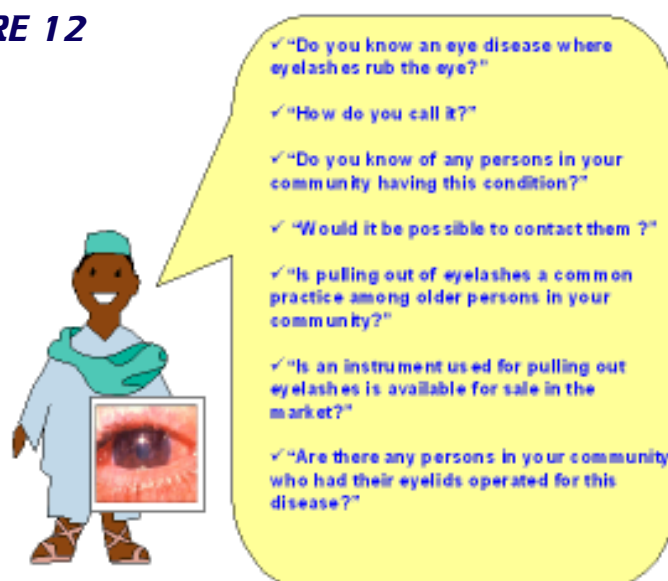 RE 12
✓ “Do you know an eye disease where
eyelashes rub the eye?”
✓ “How do you call it?”
✓ “Do you know of any persons in your
community having this condition?”
✓ “Would it be possible to contact them ?”
✓ “Is pulling out of eyelashes a common
practice among older persons in your
community?”
✓ “Is an instrument used for pulling out
eyelashes is available for sale in the
market?”
✓ “Are there any persons in your community
who had their eyelids operated for this
disease?”